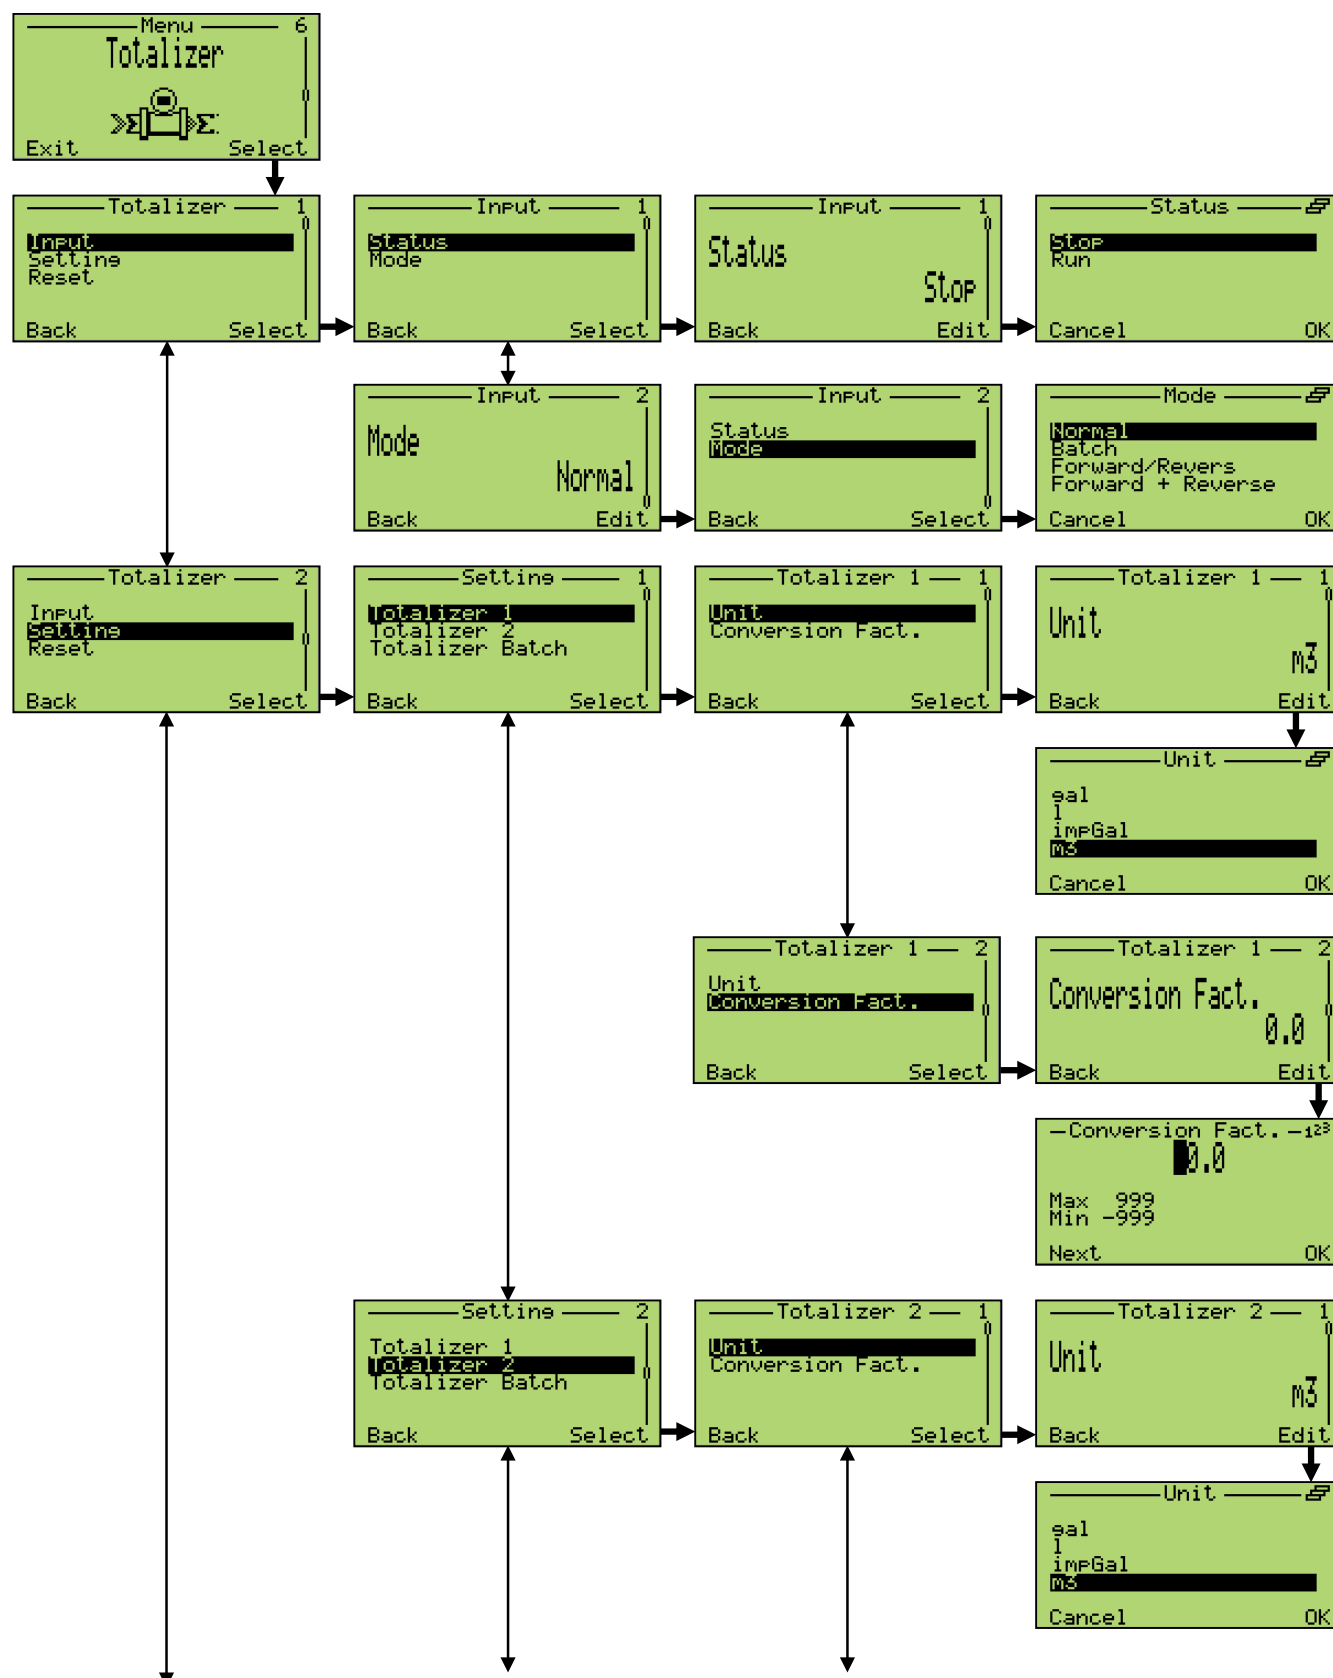 Menu 6
Totalizer
Exit Select
Totalizer 1
Input
Setting
Reset
Back Select
Input 1
Status
Mode
Back Select
Input 1
Status
Stop
Back Edit
Status
Stop
Run
Cancel OK
Input 2
Mode
Normal
Back Edit
Input 2
Status
Mode
Back Select
Mode
Normal
Batch
Forward/Revers
Forward + Reverse
Cancel OK
Totalizer 2
Input
Setting
Reset
Back Select
Setting 1
Totalizer 1
Totalizer 2
Totalizer Batch
Back Select
Totalizer 1 1
Unit
Conversion Fact.
Back Select
Totalizer 1 1
Unit
m3
Back Edit
Unit
gal
l
impGal
m3
Cancel OK
Totalizer 1 2
Unit
Conversion Fact.
Back Select
Totalizer 1 2
Conversion Fact.
0.0
Back Edit
Conversion Fact. 123
0.0
Max 999
Min -999
Next OK
Setting 2
Totalizer 1
Totalizer 2
Totalizer Batch
Back Select
Totalizer 2 1
Unit
Conversion Fact.
Back Select
Totalizer 2 1
Unit
m3
Back Edit
Unit
gal
l
impGal
m3
Cancel OK